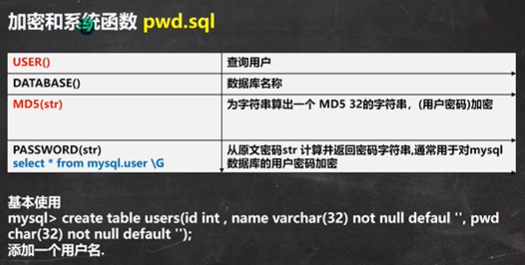 加密和系统函数 pwd.sql
USER() 查询用户
DATABASE() 数据库名称
MD5(str) 为字符串算出一个 MD5 32的字符串，(用户密码)加密
PASSWORD(str) 从原文密码str 计算并返回密码字符串,通常用于对mysql
select * from mysql.user \G 数据库的用户密码加密
基本使用
mysql> create table users(id int , name varchar(32) not null defaul '', pwd
char(32) not null default '');
添加一个用户名.